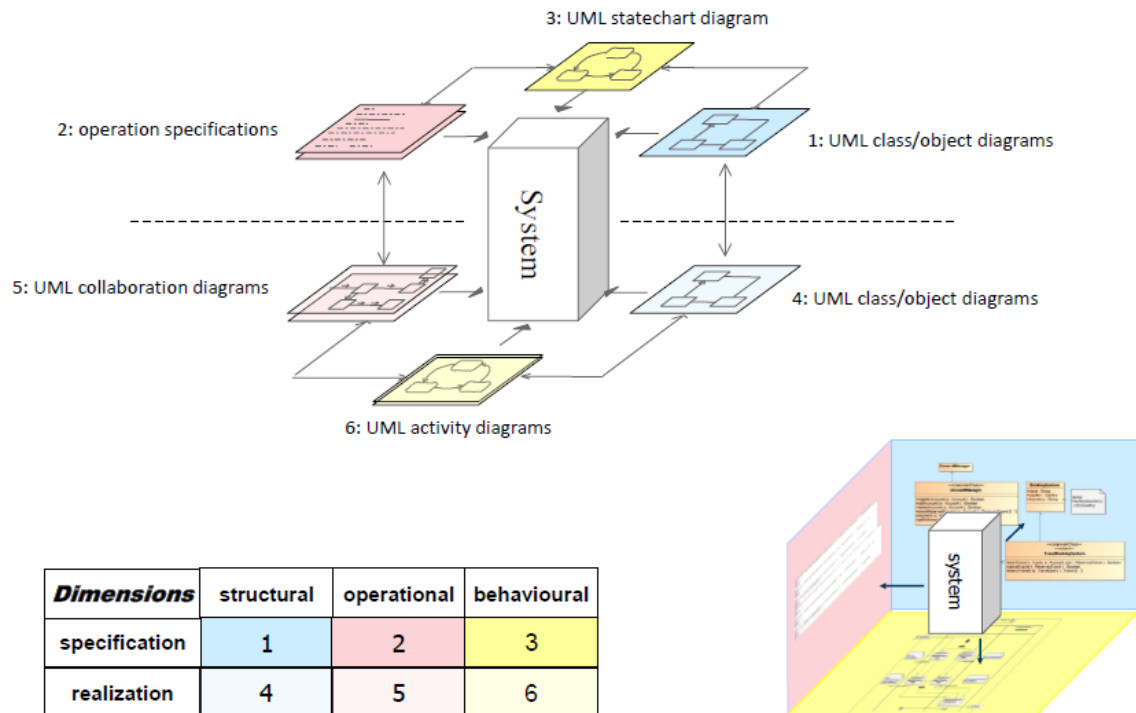 3: UML statechart diagram
2: operation specifications
1: UML class/object diagrams
System
5: UML collaboration diagrams
4: UML class/object diagrams
6: UML activity diagrams
Dimensions structural operational behavioural
specification 1 2 3
realization 4 5 6
system